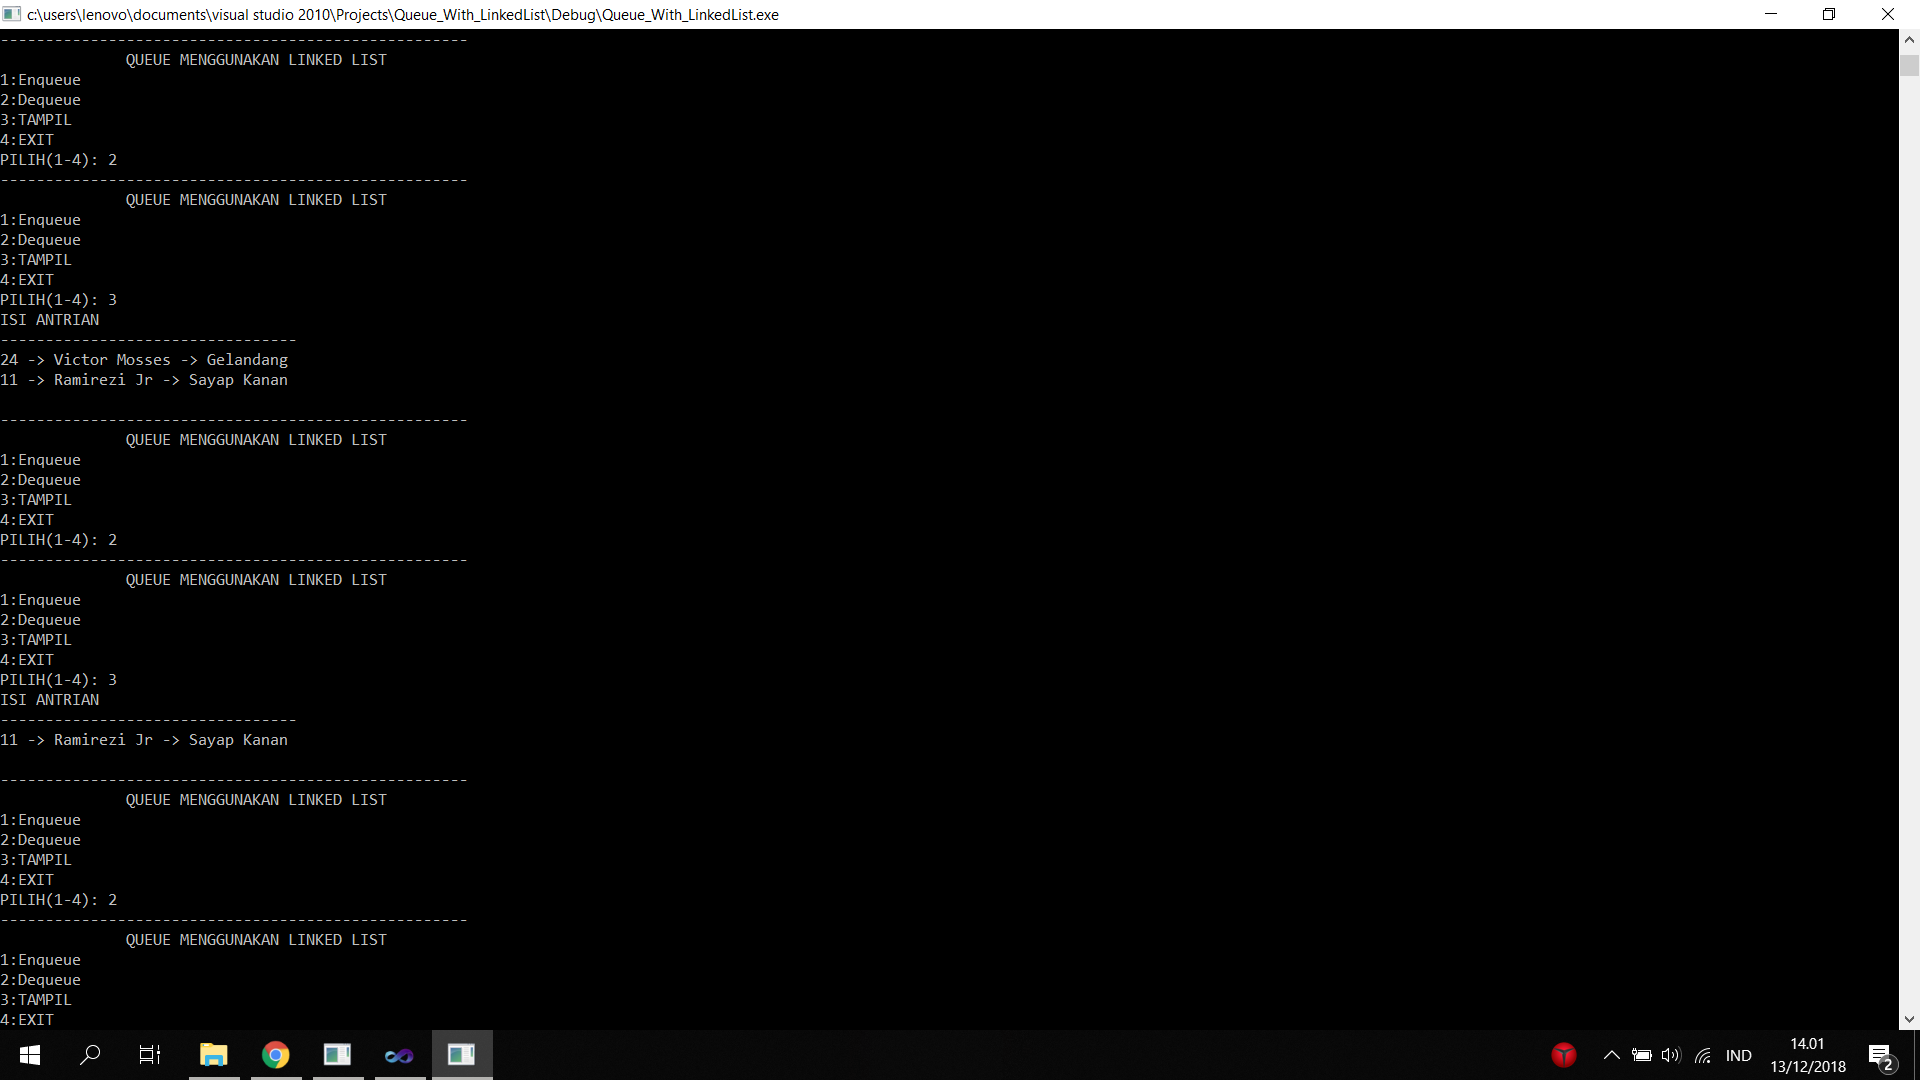 c:\users\lenovo\documents\visual studio 2010\Projects\Queue_With_LinkedList\Debug\Queue_With_LinkedList.exe
----------------------------------------------------
QUEUE MENGGUNAKAN LINKED LIST
1:Enqueue
2:Dequeue
3:TAMPIL
4:EXIT
PILIH(1-4): 2
----------------------------------------------------
QUEUE MENGGUNAKAN LINKED LIST
1:Enqueue
2:Dequeue
3:TAMPIL
4:EXIT
PILIH(1-4): 3
ISI ANTRIAN
---------------------------------
24 -> Victor Mosses -> Gelandang
11 -> Ramirezi Jr -> Sayap Kanan
----------------------------------------------------
QUEUE MENGGUNAKAN LINKED LIST
1:Enqueue
2:Dequeue
3:TAMPIL
4:EXIT
PILIH(1-4): 2
----------------------------------------------------
QUEUE MENGGUNAKAN LINKED LIST
1:Enqueue
2:Dequeue
3:TAMPIL
4:EXIT
PILIH(1-4): 3
ISI ANTRIAN
---------------------------------
11 -> Ramirezi Jr -> Sayap Kanan
----------------------------------------------------
QUEUE MENGGUNAKAN LINKED LIST
1:Enqueue
2:Dequeue
3:TAMPIL
4:EXIT
PILIH(1-4): 2
----------------------------------------------------
QUEUE MENGGUNAKAN LINKED LIST
1:Enqueue
2:Dequeue
3:TAMPIL
4:EXIT
IND
14.01
13/12/2018
2